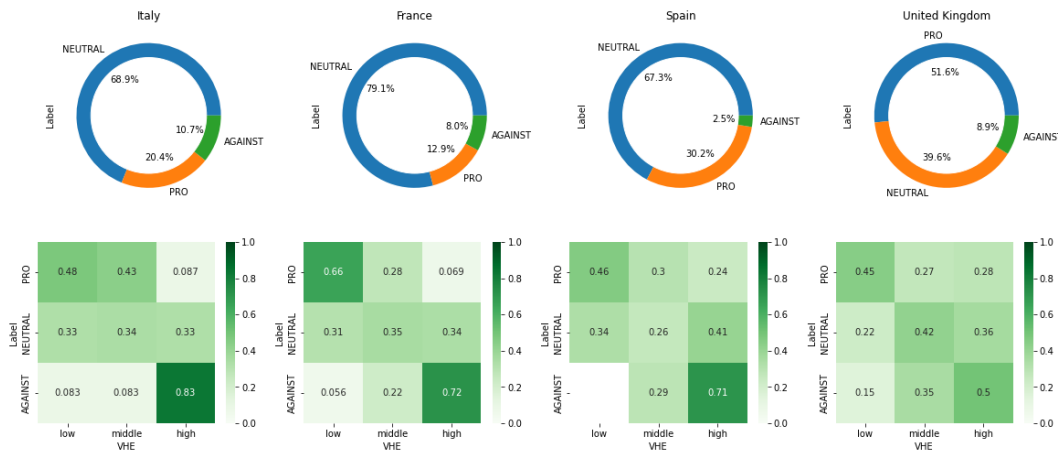 Italy
NEUTRAL
68.9%
Label
10.7%
AGAINST
20.4%
PRO
France
NEUTRAL
79.1%
Label
8.0%
AGAINST
12.9%
PRO
Spain
NEUTRAL
67.3%
Label
2.5%
AGAINST
30.2%
PRO
United Kingdom
PRO
51.6%
Label
8.9%
AGAINST
39.6%
NEUTRAL
PRO 0.48 0.43 0.087
NEUTRAL 0.33 0.34 0.33
AGAINST 0.083 0.083 0.83
Label
low middle high
VHE
1.0
0.8
0.6
0.4
0.2
0.0
PRO 0.66 0.28 0.069
NEUTRAL 0.31 0.35 0.34
AGAINST 0.056 0.22 0.72
Label
low middle high
VHE
1.0
0.8
0.6
0.4
0.2
0.0
PRO 0.46 0.3 0.24
NEUTRAL 0.34 0.26 0.41
AGAINST 0.29 0.71
Label
low middle high
VHE
1.0
0.8
0.6
0.4
0.2
0.0
PRO 0.45 0.27 0.28
NEUTRAL 0.22 0.42 0.36
AGAINST 0.15 0.35 0.5
Label
low middle high
VHE
1.0
0.8
0.6
0.4
0.2
0.0